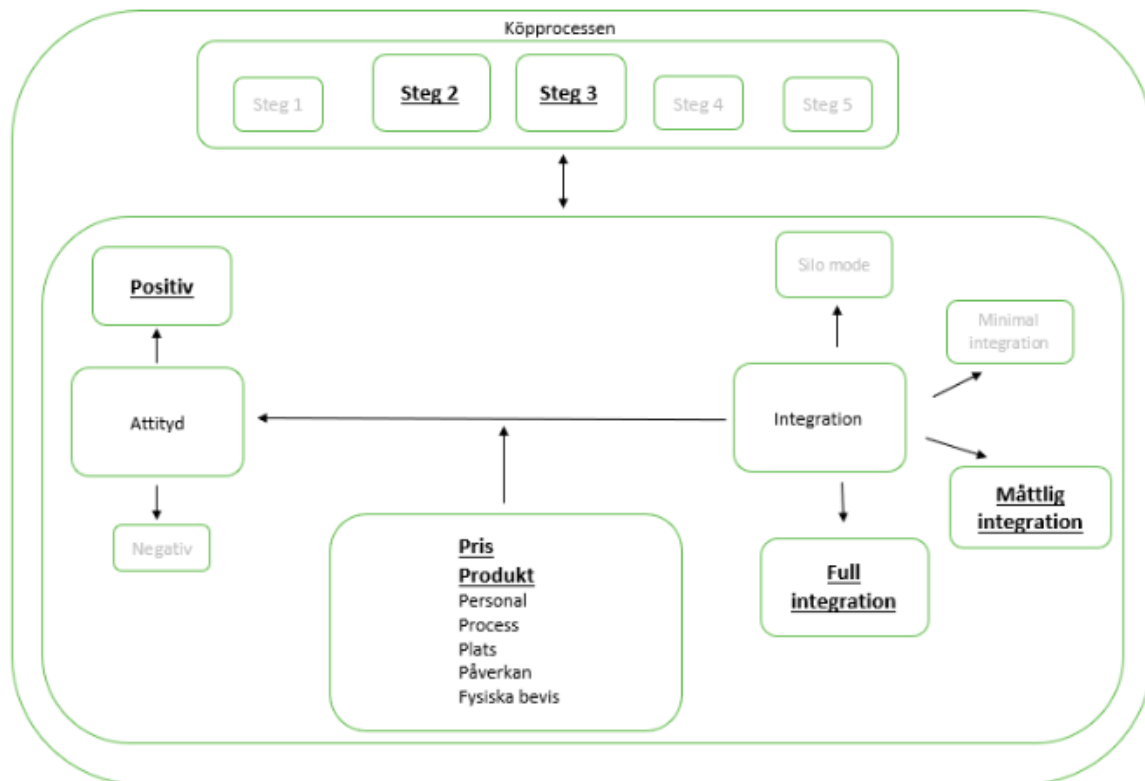 Köpprocessen
Steg 1
Steg 2
Steg 3
Steg 4
Steg 5
Positiv
Silo mode
Minimal
integration
Attityd
Integration
Måttlig
integration
Negativ
Pris
Produkt
Personal
Process
Plats
Påverkan
Fysiska bevis
Full
integration